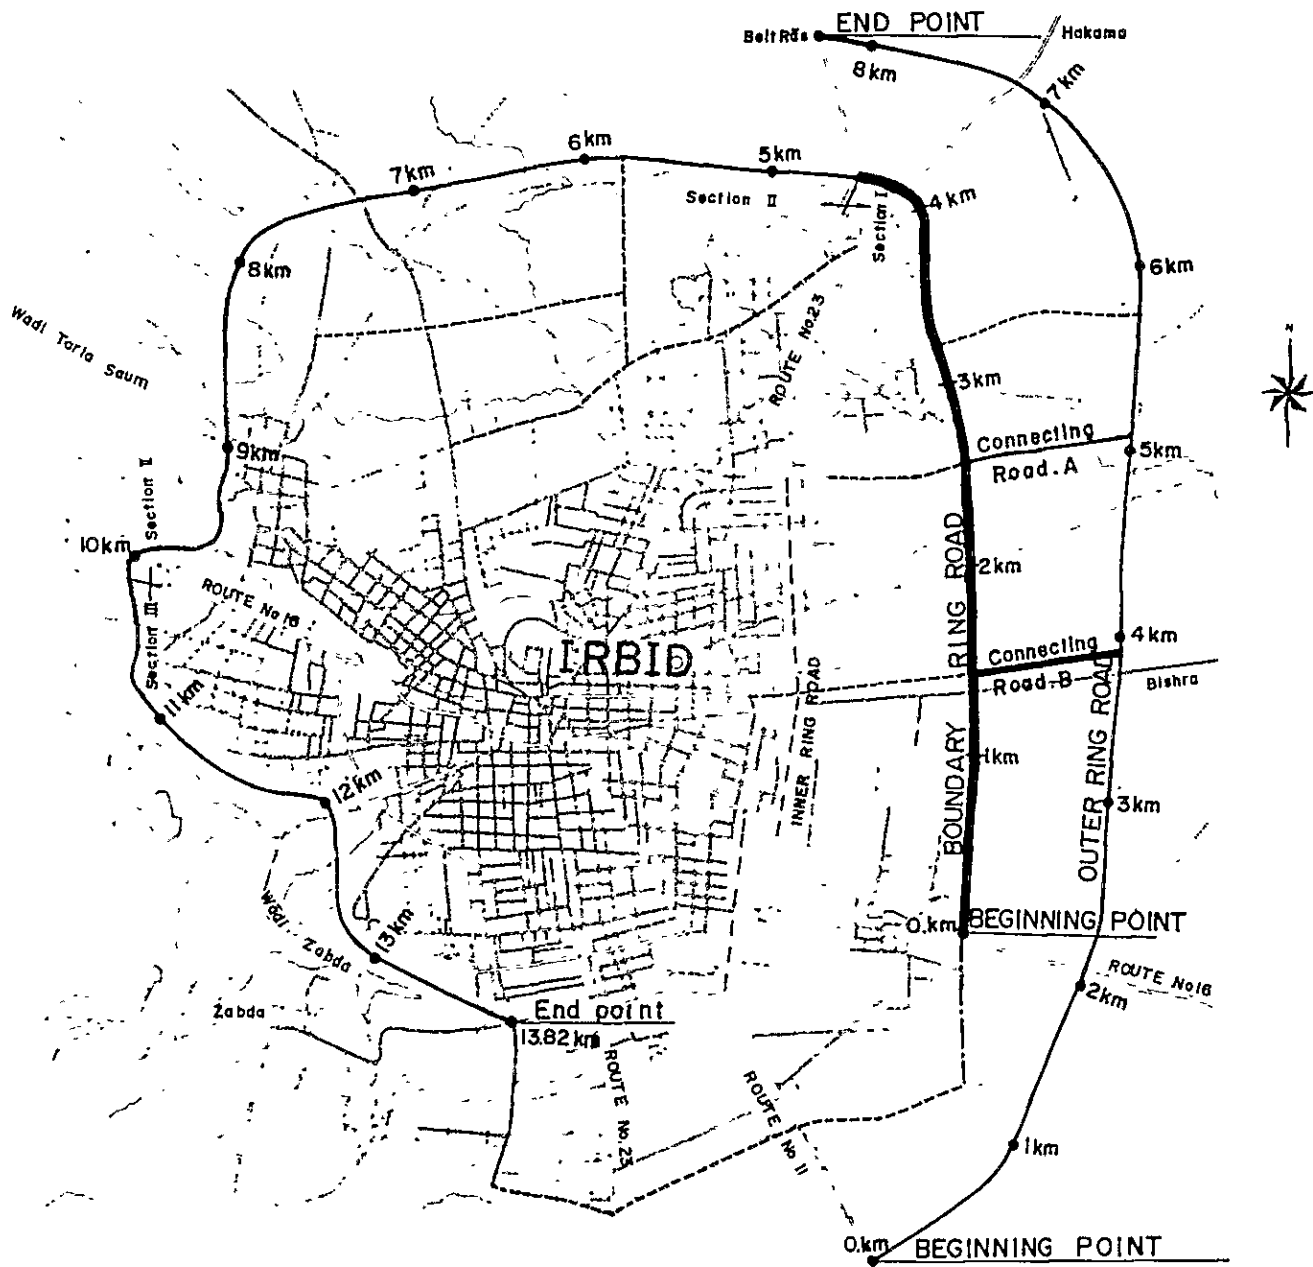 END POINT
Beit Rās
Hakama
8km
7km
6km
5km
7km
4km
Section II
Section I
8km
6km
Wadi Tarla Saum
ROUTE No.23
3km
Connecting
Road.A
5km
9km
Section II
10km
BOUNDARY RING ROAD
2km
ROUTE No.16
Section III
4km
Connecting
Road.B
IRBID
Bishra
11km
INNER RING ROAD
1km
OUTER RING ROAD
12km
3km
0.km
BEGINNING POINT
13km
Wadi Zabda
ROUTE No16
2km
Zabda
End point
13.82km
ROUTE No.23
ROUTE No 11
1km
0.km
BEGINNING POINT
N